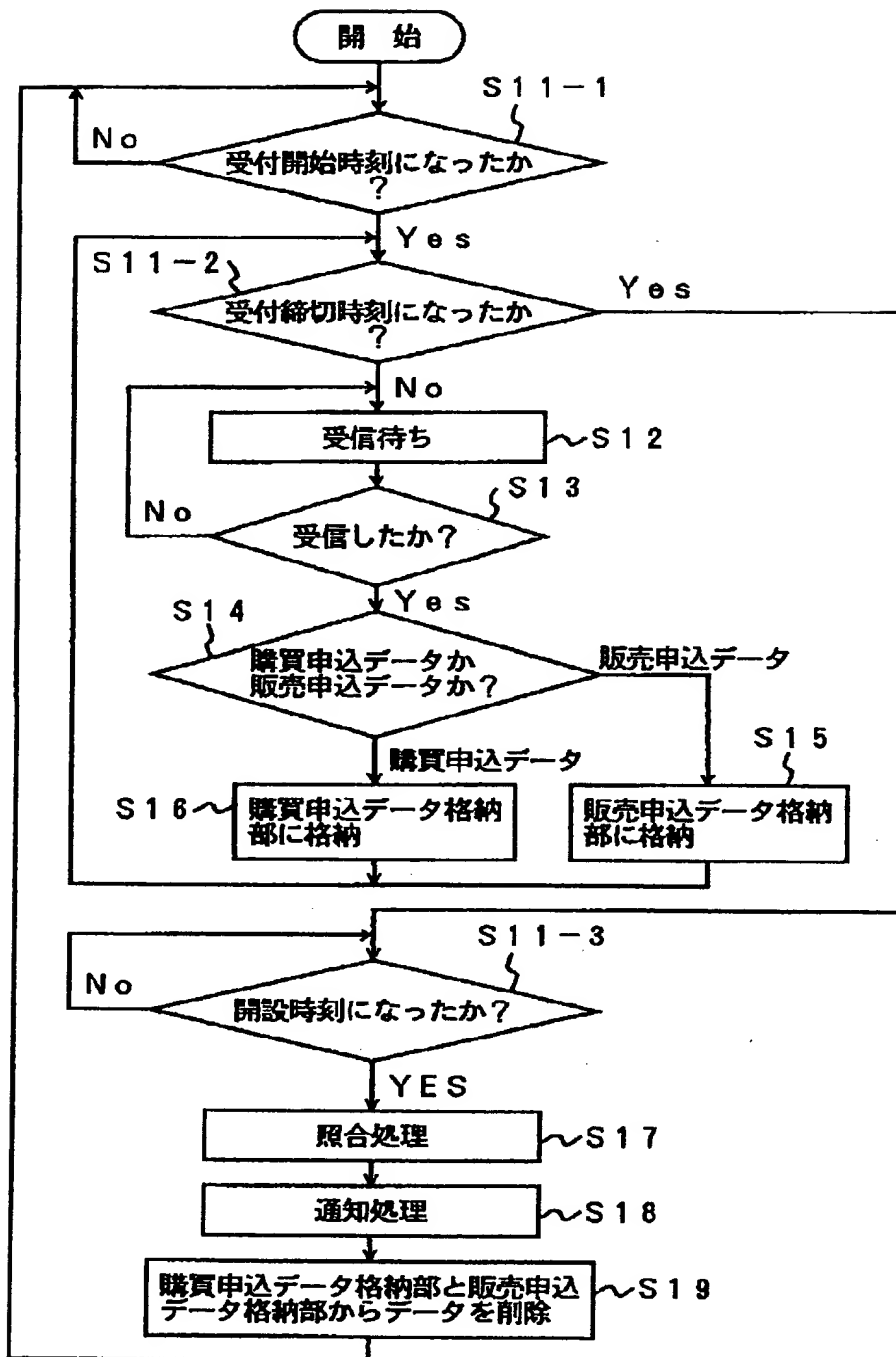 開 始
S11-1
No
受付開始時刻になったか
?
Yes
S11-2
Yes
受付締切時刻になったか
?
No
受信待ち
S12
S13
No
受信したか?
Yes
S14
購買申込データか
販売申込データか?
販売申込データ
購買申込データ
S15
S16
購買申込データ格納
部に格納
販売申込データ格納
部に格納
S11-3
No
開設時刻になったか?
YES
照合処理
S17
通知処理
S18
購買申込データ格納部と販売申込
データ格納部からデータを削除
S19